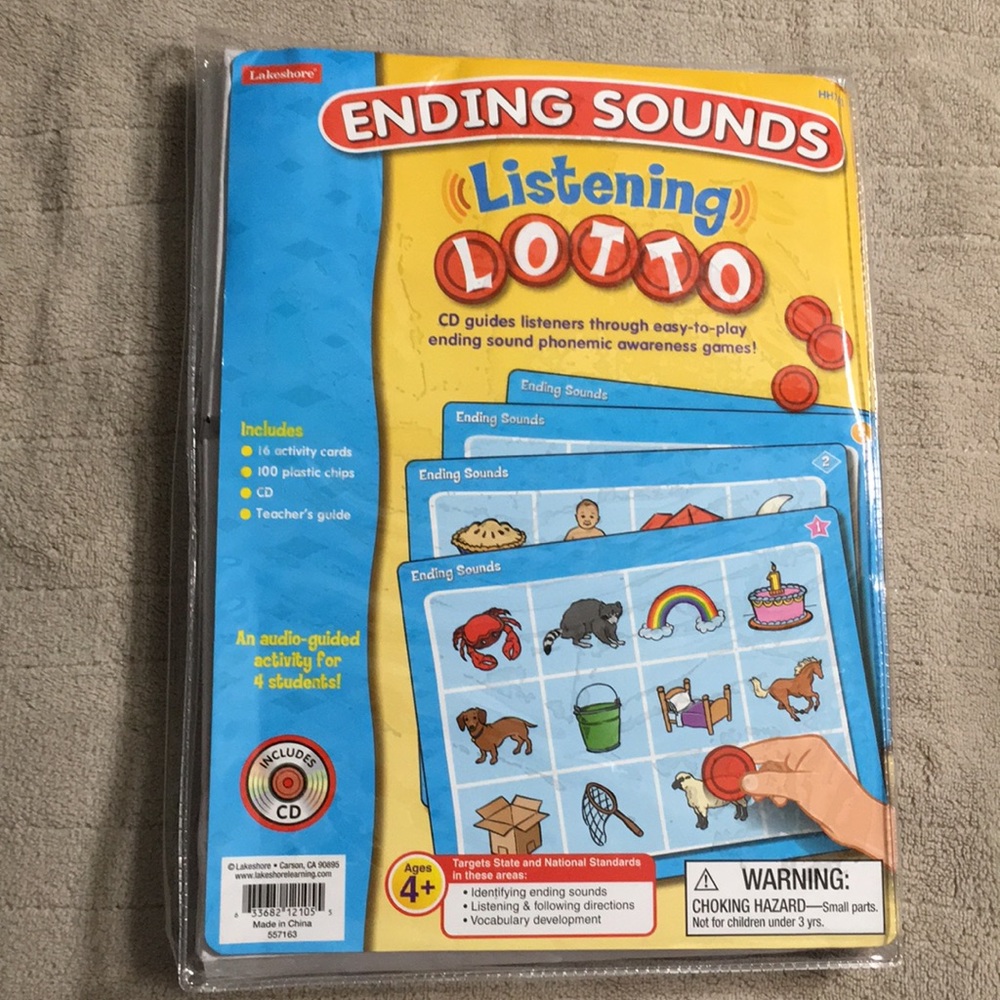 Lakeshore
ENDING SOUNDS
Listening
LOTTO
CD guides listeners through easy-to-play
ending sound phonemic awareness games!
Ending Sounds
Ending Sounds
Ending Sounds
2
Ending Sounds
1
Includes
16 activity cards
100 plastic chips
CD
Teacher's guide
An audio-guided
activity for
4 students!
INCLUDES
CD
© Lakeshore • Carson, CA 90895
www.lakeshorelearning.com
6 33682 12105 5
Made in China
557163
Ages
4+
Targets State and National Standards
in these areas:
• Identifying ending sounds
• Listening & following directions
• Vocabulary development
WARNING:
CHOKING HAZARD—Small parts.
Not for children under 3 yrs.